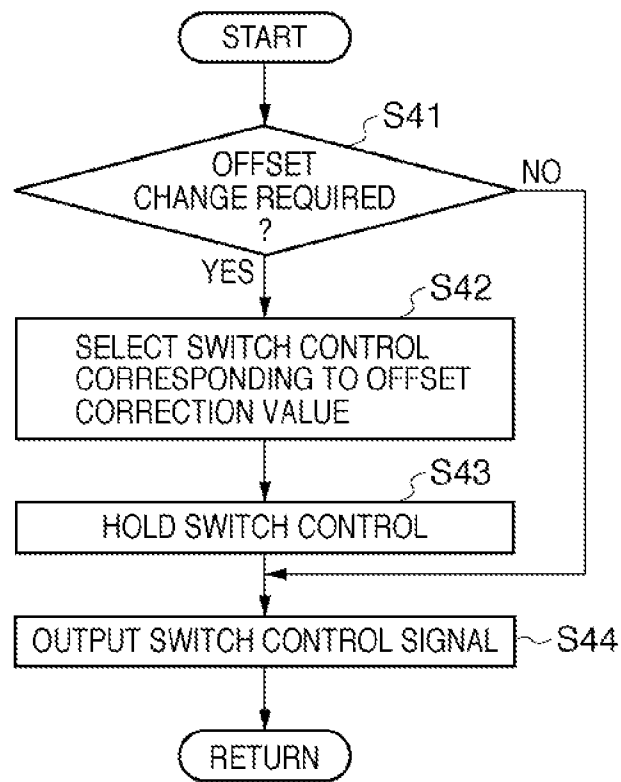 START
S41
OFFSET
CHANGE REQUIRED
?
NO
YES
S42
SELECT SWITCH CONTROL
CORRESPONDING TO OFFSET
CORRECTION VALUE
S43
HOLD SWITCH CONTROL
OUTPUT SWITCH CONTROL SIGNAL
S44
RETURN